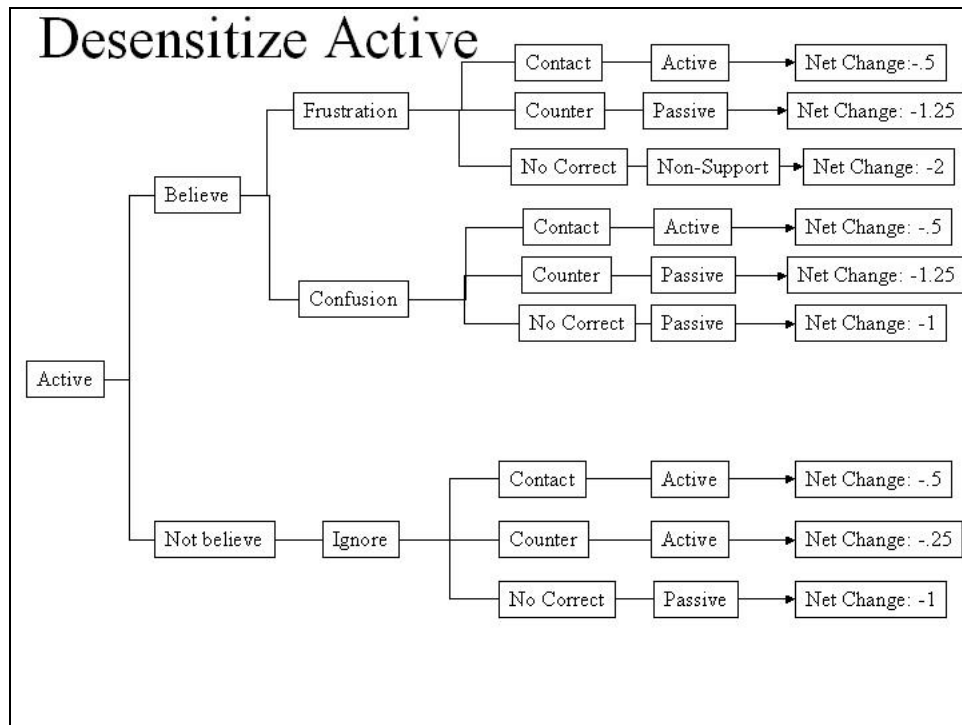 Desensitize Active
Contact Active Net Change:-.5
Frustration Counter Passive Net Change: -1.25
No Correct Non-Support Net Change: -2
Believe
Contact Active Net Change: -.5
Counter Passive Net Change: -1.25
Confusion
No Correct Passive Net Change: -1
Active
Contact Active Net Change: -.5
Not believe Ignore Counter Active Net Change: -.25
No Correct Passive Net Change: -1